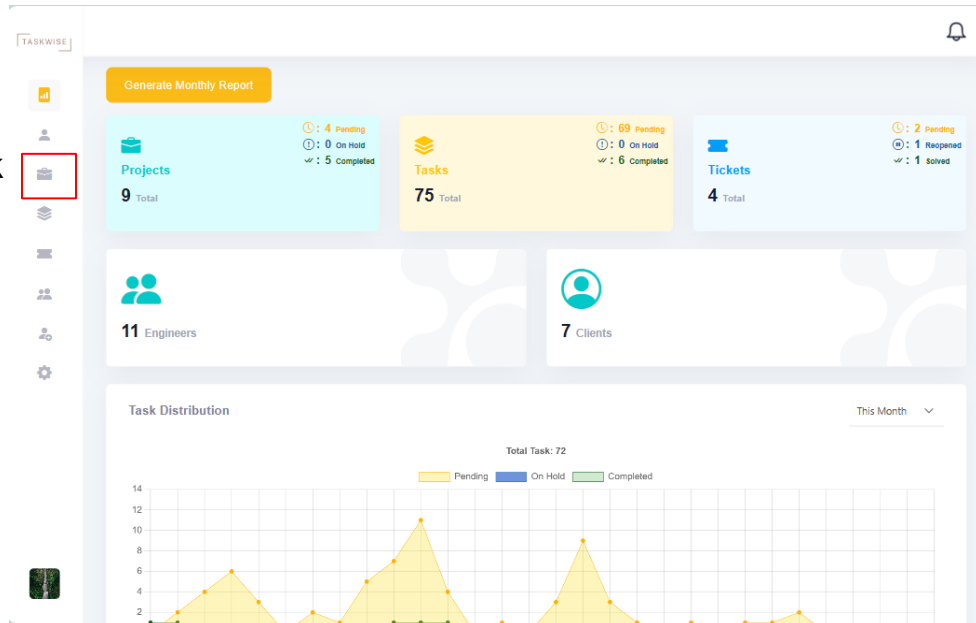 TASKWISE
Generate Monthly Report
: 4 Pending
: 0 On Hold
: 5 Completed
Projects
9 Total
: 69 Pending
: 0 On Hold
: 6 Completed
Tasks
75 Total
: 2 Pending
: 1 Reopened
: 1 Solved
Tickets
4 Total
11 Engineers
7 Clients
Task Distribution
This Month
Total Task: 72
Pending On Hold Completed
14
12
10
8
6
4
2